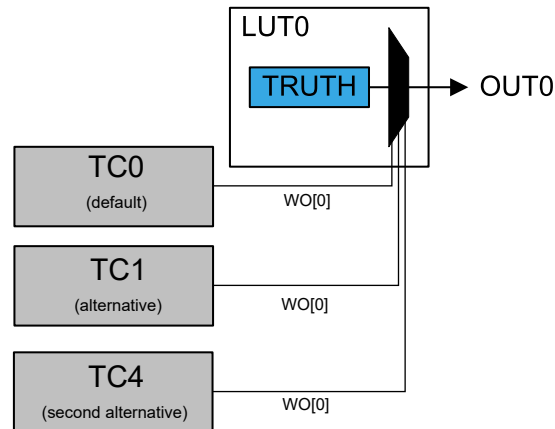 LUT0
TRUTH
OUT0
TC0
(default)
WO[0]
TC1
(alternative)
WO[0]
TC4
(second alternative)
WO[0]